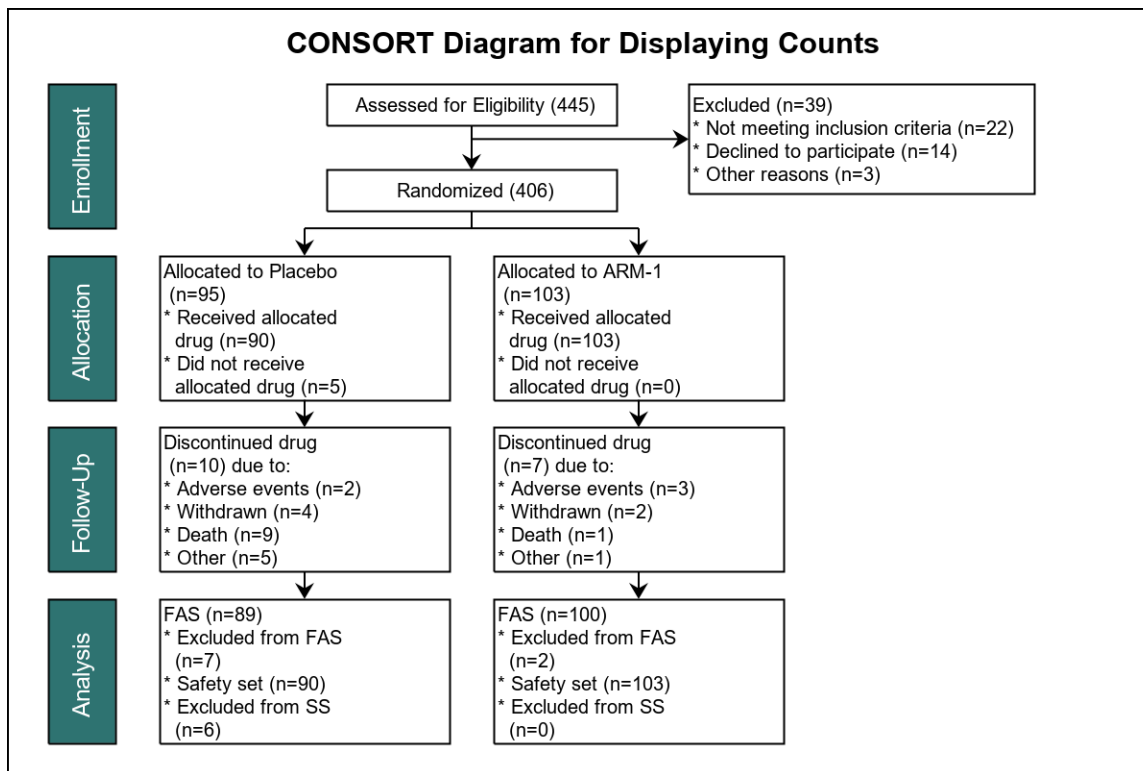 CONSORT Diagram for Displaying Counts
Enrollment
Assessed for Eligibility (445)
Excluded (n=39)
* Not meeting inclusion criteria (n=22)
* Declined to participate (n=14)
* Other reasons (n=3)
Randomized (406)
Allocation
Allocated to Placebo
(n=95)
* Received allocated
drug (n=90)
* Did not receive
allocated drug (n=5)
Allocated to ARM-1
(n=103)
* Received allocated
drug (n=103)
* Did not receive
allocated drug (n=0)
Follow-Up
Discontinued drug
(n=10) due to:
* Adverse events (n=2)
* Withdrawn (n=4)
* Death (n=9)
* Other (n=5)
Discontinued drug
(n=7) due to:
* Adverse events (n=3)
* Withdrawn (n=2)
* Death (n=1)
* Other (n=1)
Analysis
FAS (n=89)
* Excluded from FAS
(n=7)
* Safety set (n=90)
* Excluded from SS
(n=6)
FAS (n=100)
* Excluded from FAS
(n=2)
* Safety set (n=103)
* Excluded from SS
(n=0)